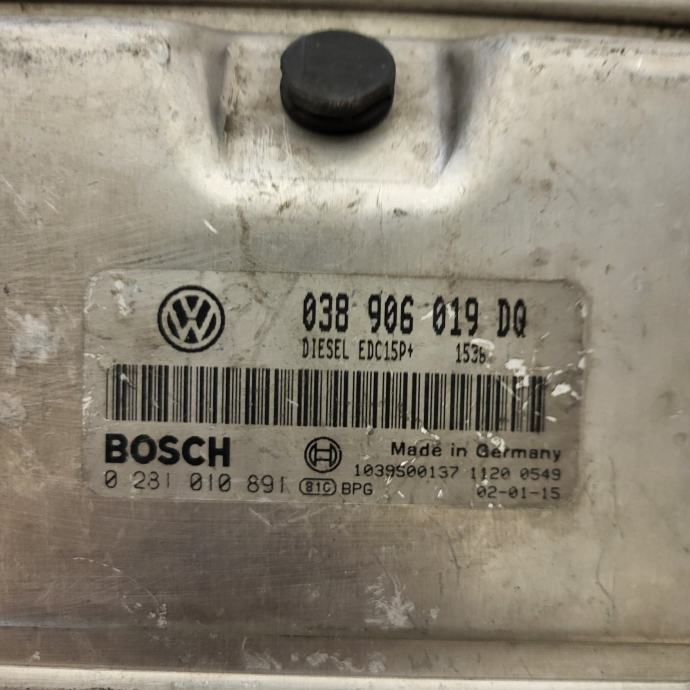 038 906 019 DQ
DIESEL EDC15P+
BOSCH
Made in Germany
1039S00137 1120 0549
0 281 010 891 81C BPG
02-01-15